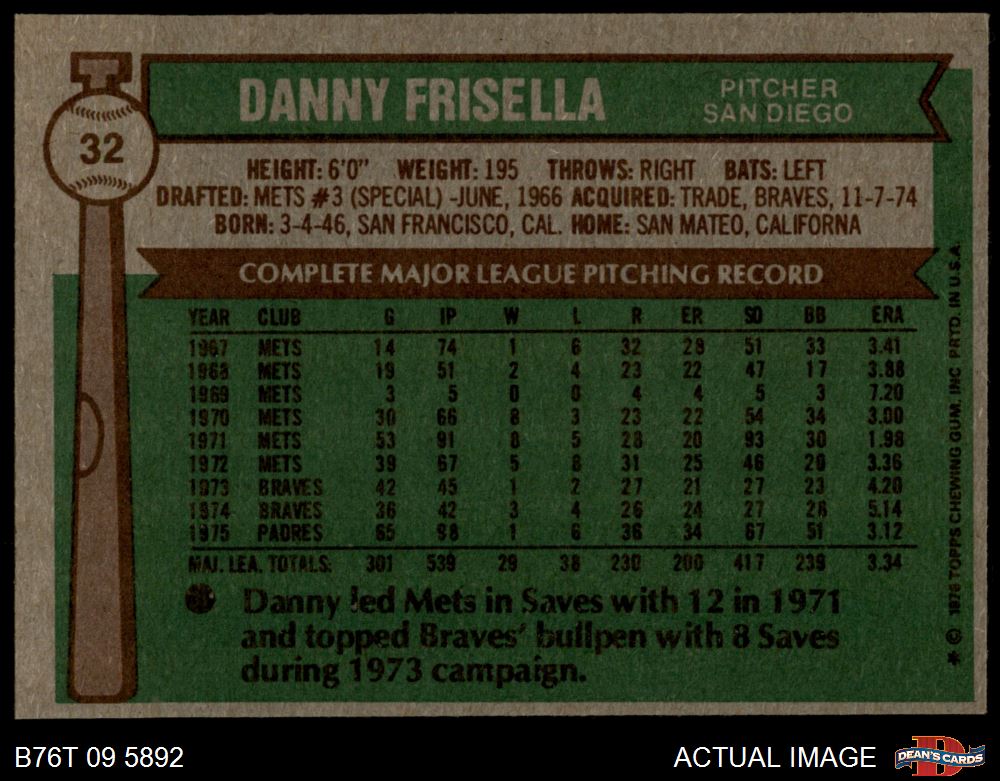 DANNY FRISELLA
PITCHER
SAN DIEGO
32
HEIGHT: 6'0" WEIGHT: 195 THROWS: RIGHT BATS: LEFT
DRAFTED: METS #3 (SPECIAL) -JUNE, 1966 ACQUIRED: TRADE, BRAVES, 11-7-74
BORN: 3-4-46, SAN FRANCISCO, CAL. HOME: SAN MATEO, CALIFORNIA
COMPLETE MAJOR LEAGUE PITCHING RECORD
YEAR CLUB G IP W L R ER SO BB ERA
1967 METS 14 74 1 6 32 28 51 33 3.41
1968 METS 19 51 2 4 23 22 47 17 3.88
1969 METS 3 5 0 0 4 4 5 3 7.20
1970 METS 30 66 8 3 23 22 54 34 3.00
1971 METS 53 91 8 5 28 20 93 30 1.98
1972 METS 39 67 5 8 31 25 46 20 3.36
1973 BRAVES 42 45 1 2 27 21 27 23 4.20
1974 BRAVES 36 42 3 4 26 24 27 28 5.14
1975 PADRES 65 98 1 6 36 34 67 51 3.12
MAJ. LEA. TOTALS: 301 539 29 38 230 200 417 239 3.34
Danny led Mets in Saves with 12 in 1971
and topped Braves' bullpen with 8 Saves
during 1973 campaign.
* © 1976 TOPPS CHEWING GUM, INC PRTD. IN U.S.A.
B76T 09 5892
ACTUAL IMAGE
DEAN'S CARDS